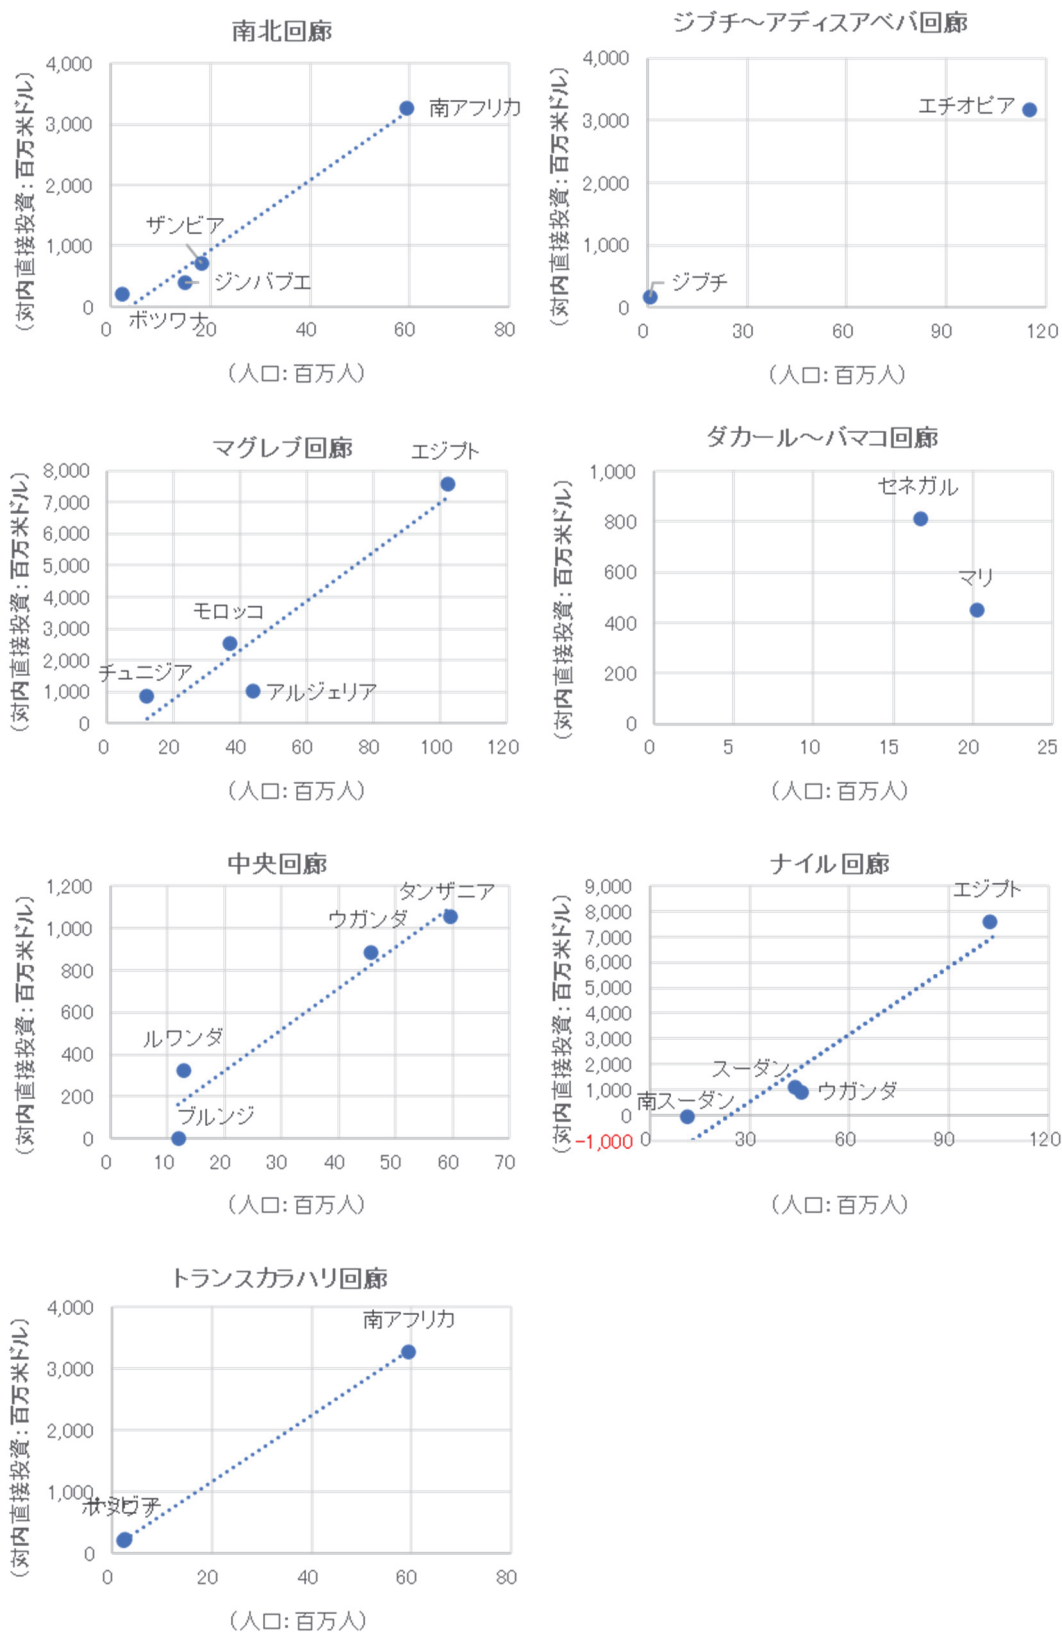 南北回廊
(対内直接投資：百万米ドル)
4,000
3,000
2,000
1,000
0
南アフリカ
ザンビア
ジンバブエ
ボツワナ
0 20 40 60 80
(人口：百万人)
ジブチ～アディスアベバ回廊
(対内直接投資：百万米ドル)
4,000
3,000
2,000
1,000
0
エチオピア
ジブチ
0 30 60 90 120
(人口：百万人)
マグレブ回廊
(対内直接投資：百万米ドル)
8,000
7,000
6,000
5,000
4,000
3,000
2,000
1,000
0
エジプト
モロッコ
チュニジア
アルジェリア
0 20 40 60 80 100 120
(人口：百万人)
ダカール～バマコ回廊
(対内直接投資：百万米ドル)
1,000
800
600
400
200
0
セネガル
マリ
0 5 10 15 20 25
(人口：百万人)
中央回廊
(対内直接投資：百万米ドル)
1,200
1,000
800
600
400
200
0
タンザニア
ウガンダ
ルワンダ
ブルンジ
0 10 20 30 40 50 60 70
(人口：百万人)
ナイル回廊
(対内直接投資：百万米ドル)
9,000
8,000
7,000
6,000
5,000
4,000
3,000
2,000
1,000
0
-1,000
エジプト
スーダン
ウガンダ
南スーダン
0 30 60 90 120
(人口：百万人)
トランスカラハリ回廊
(対内直接投資：百万米ドル)
4,000
3,000
2,000
1,000
0
南アフリカ
0 20 40 60 80
(人口：百万人)